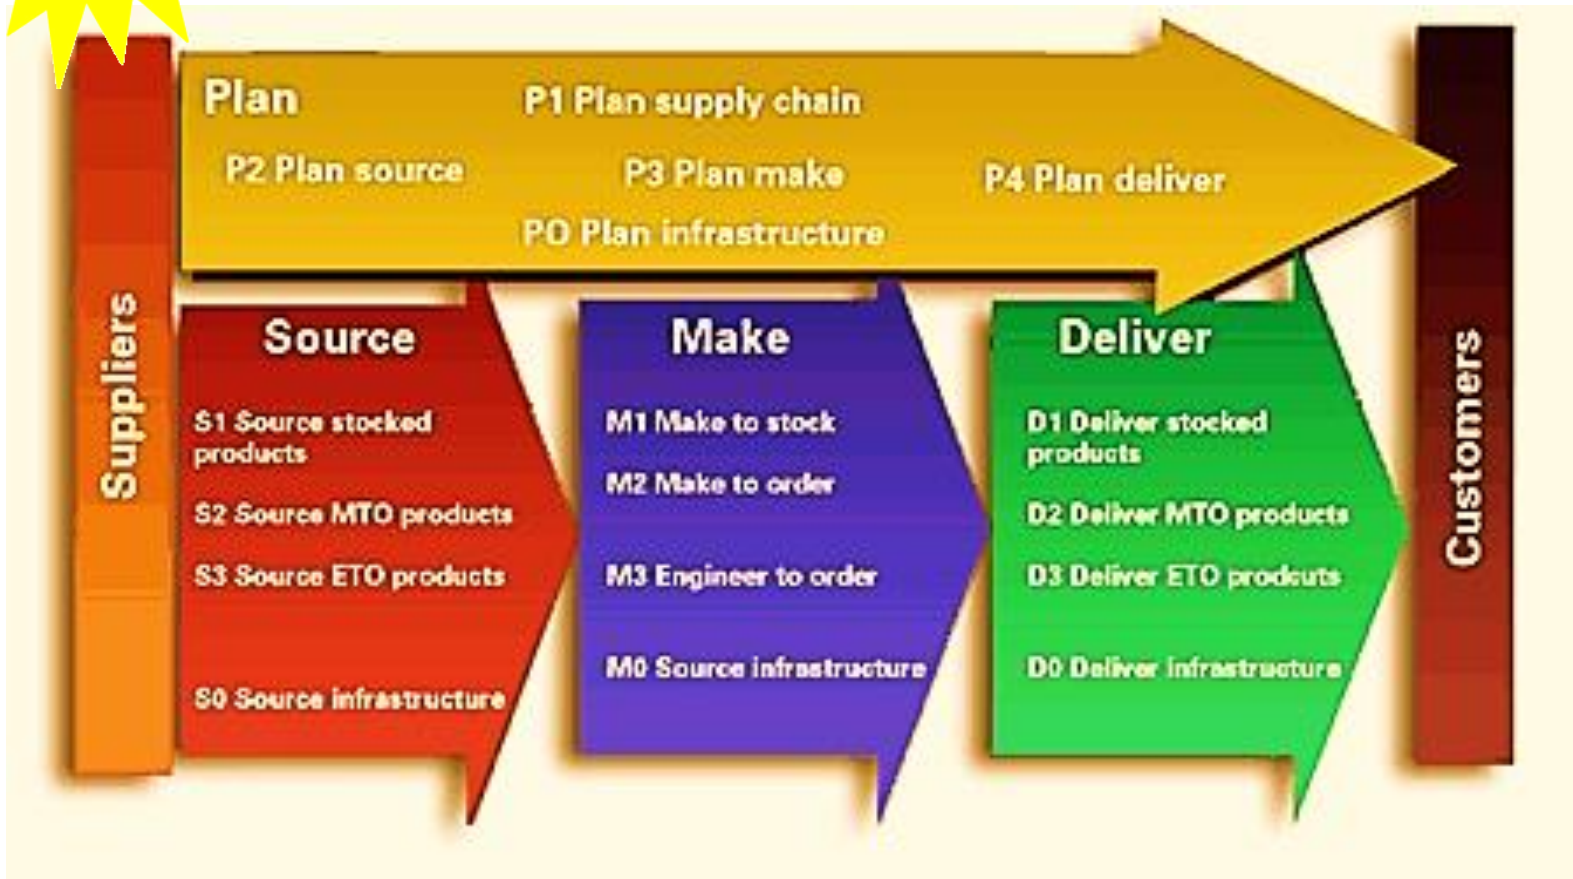 Plan
P1 Plan supply chain
P2 Plan source
P3 Plan make
P4 Plan deliver
PO Plan infrastructure
Suppliers
Source
S1 Source stocked
products
S2 Source MTO products
S3 Source ETO products
S0 Source infrastructure
Make
M1 Make to stock
M2 Make to order
M3 Engineer to order
M0 Source infrastructure
Deliver
D1 Deliver stocked
products
D2 Deliver MTO products
D3 Deliver ETO prodcuts
D0 Deliver infrastructure
Customers